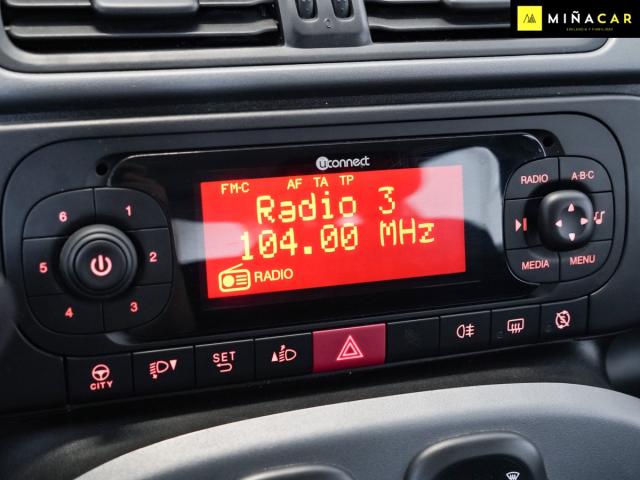 MIÑACAR
uconnect
FM-C AF TA TP
Radio 3
104.00 MHz
RADIO
6 1
5 2
4 3
RADIO A·B·C
MEDIA MENU
CITY
SET